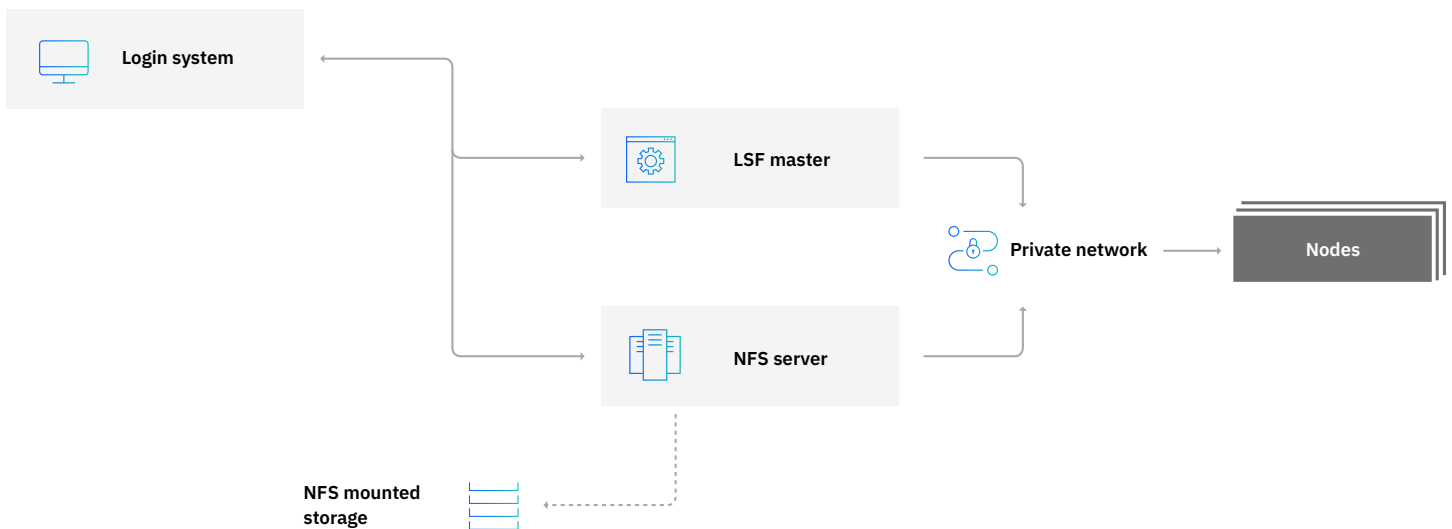 Login system
LSF master
Private network
Nodes
NFS server
NFS mounted
storage